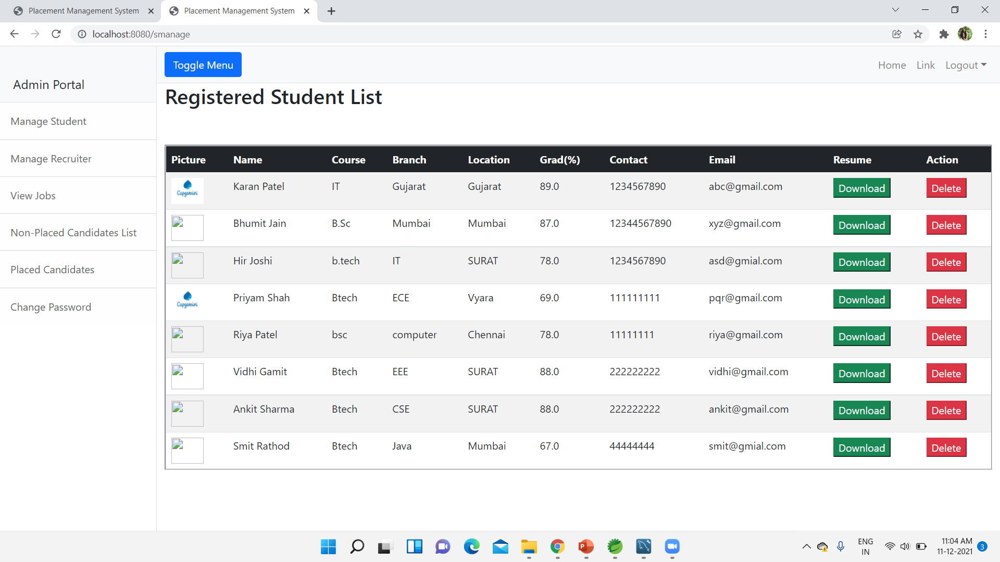 Placement Management System
Placement Management System
localhost:8080/smanage
Toggle Menu
Home Link Logout
Admin Portal
Manage Student
Manage Recruiter
View Jobs
Non-Placed Candidates List
Placed Candidates
Change Password
Registered Student List
Picture Name Course Branch Location Grad(%) Contact Email Resume Action
Capgemini Karan Patel IT Gujarat Gujarat 89.0 1234567890 abc@gmail.com Download Delete
Bhumit Jain B.Sc Mumbai Mumbai 87.0 12344567890 xyz@gmail.com Download Delete
Hir Joshi b.tech IT SURAT 78.0 1234567890 asd@gmial.com Download Delete
Capgemini Priyam Shah Btech ECE Vyara 69.0 111111111 pqr@gmail.com Download Delete
Riya Patel bsc computer Chennai 78.0 11111111 riya@gmail.com Download Delete
Vidhi Gamit Btech EEE SURAT 88.0 222222222 vidhi@gmail.com Download Delete
Ankit Sharma Btech CSE SURAT 88.0 222222222 ankit@gmail.com Download Delete
Smit Rathod Btech Java Mumbai 67.0 44444444 smit@gmial.com Download Delete
ENG
IN
11:04 AM
11-12-2021
3